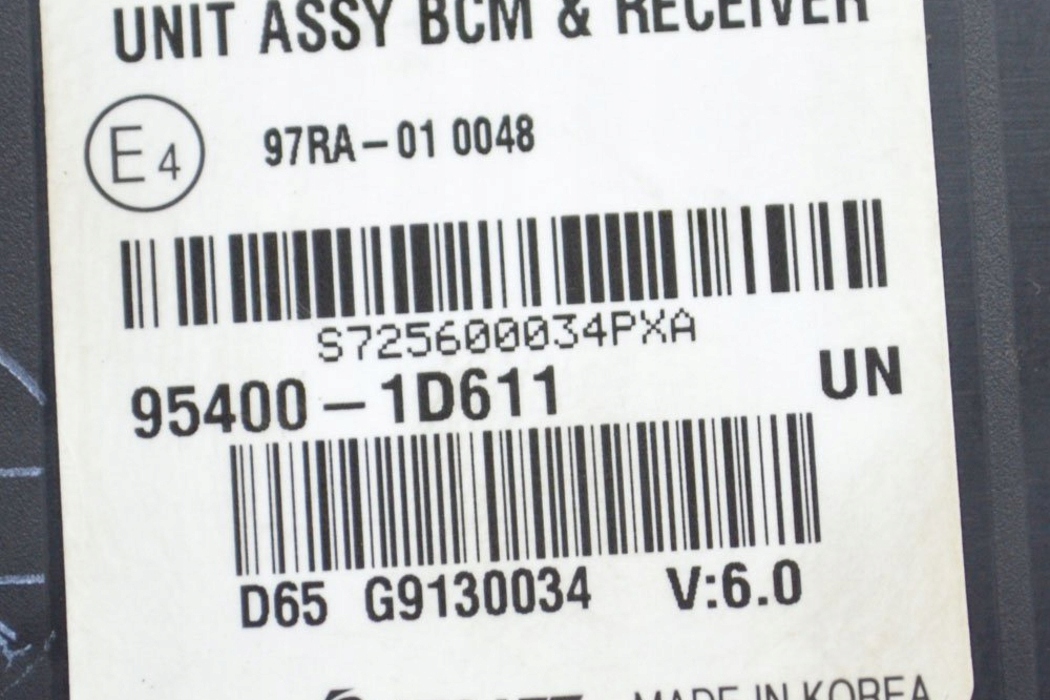 UNIT ASSY BCM & RECEIVER
E4 97RA-01 0048
S725600034PXA
95400-1D611 UN
D65 G9130034 V:6.0
MADE IN KOREA